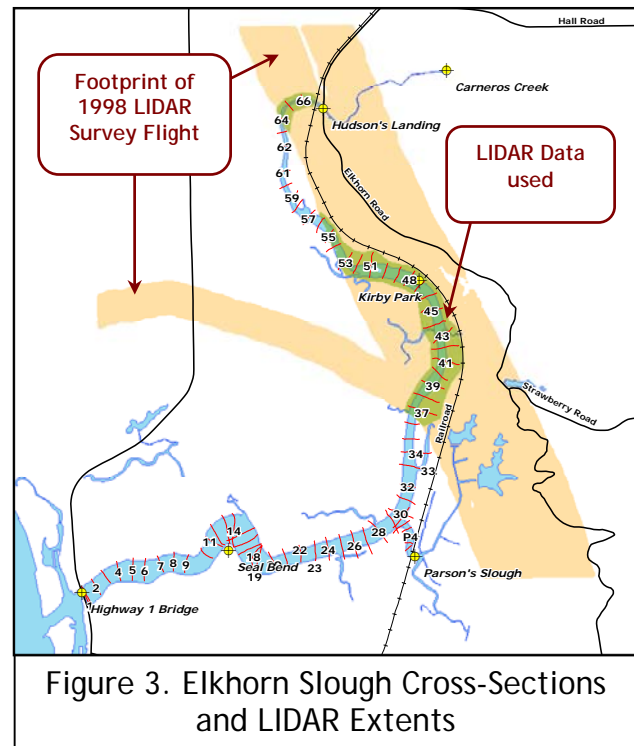 Hall Road
Footprint of
1998 LIDAR
Survey Flight
Carneros Creek
66
Hudson's Landing
64
LIDAR Data
used
62
Elkhorn Road
61
59
57
55
53
51
48
Kirby Park
45
43
41
39
Strawberry Road
37
Railroad
34
33
32
30
28
P4
26
24
23
22
14
11
18
19
Seal Bend
Parson's Slough
9
8
7
6
5
4
2
1
Highway 1 Bridge
Figure 3. Elkhorn Slough Cross-Sections
and LIDAR Extents